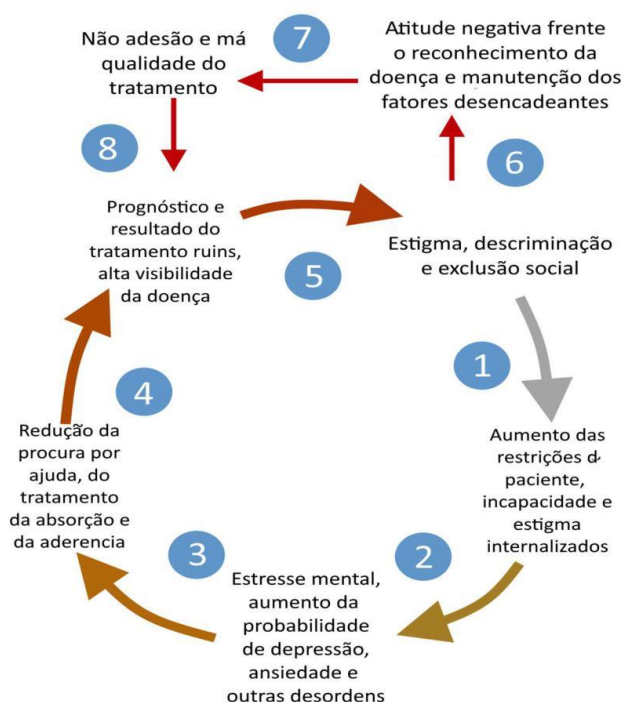 Não adesão e má
qualidade do
tratamento
7
Atitude negativa frente
o reconhecimento da
doença e manutenção dos
fatores desencadeantes
8
6
Prognóstico e
resultado do
tratamento ruins,
alta visibilidade
da doença
5
Estigma, descriminação
e exclusão social
1
4
Redução da
procura por
ajuda, do
tratamento
da absorção e
da aderencia
Aumento das
restrições d
paciente,
incapacidade e
estigma
internalizados
3
2
Estresse mental,
aumento da
probabilidade
de depressão,
ansiedade e
outras desordens